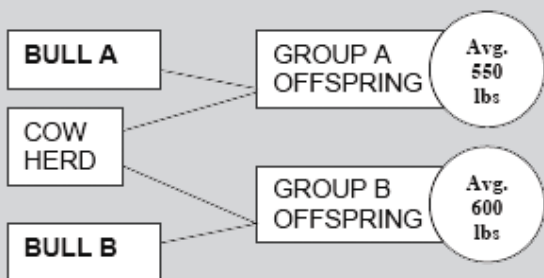 BULL A
GROUP A
OFFSPRING
Avg.
550
lbs
COW
HERD
GROUP B
OFFSPRING
Avg.
600
lbs
BULL B